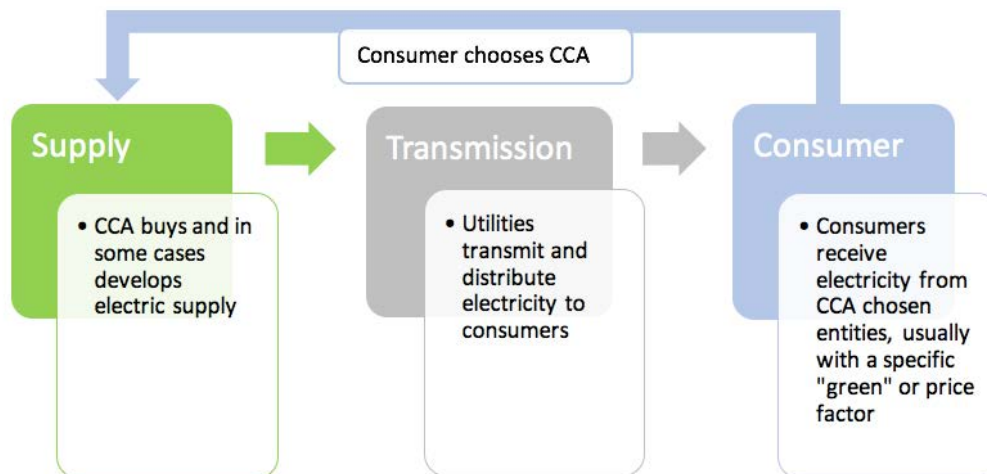 Consumer chooses CCA
Supply
• CCA buys and in
some cases
develops
electric supply
Transmission
• Utilities
transmit and
distribute
electricity to
consumers
Consumer
• Consumers
receive
electricity from
CCA chosen
entities, usually
with a specific
"green" or price
factor